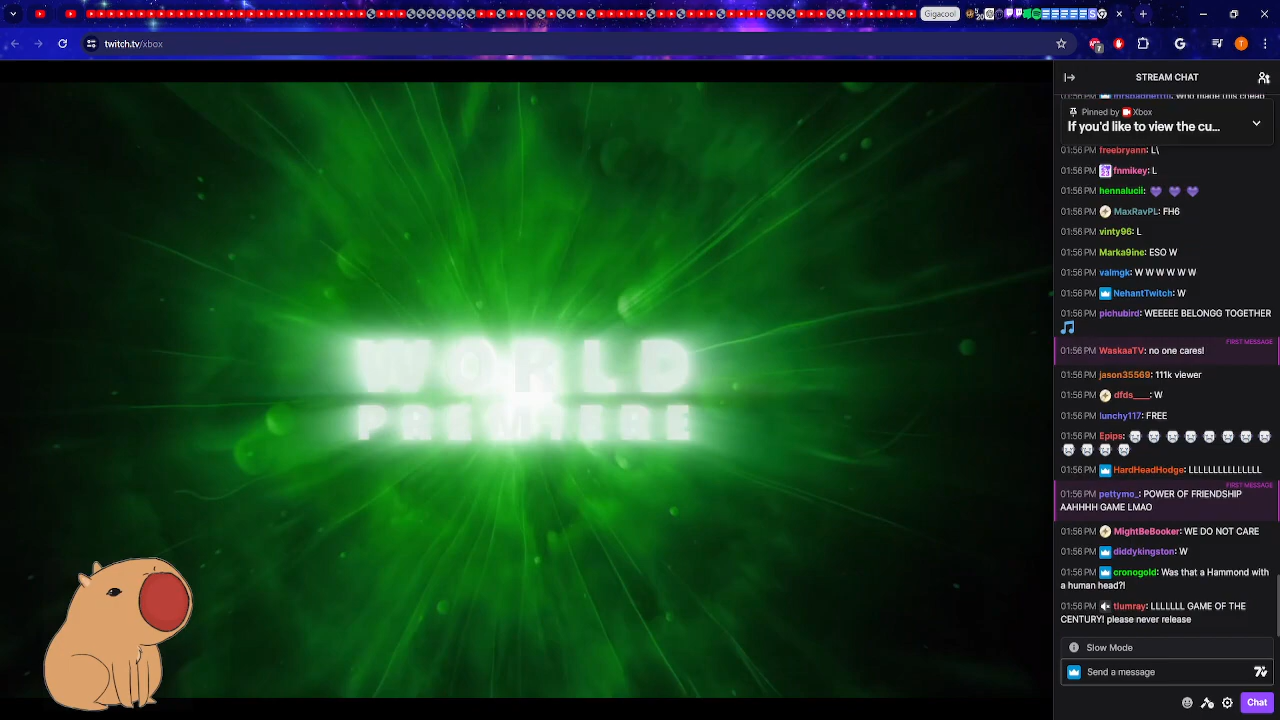 Gigacool
twitch.tv/xbox
7
G
T
WORLD
PREMIERE
STREAM CHAT
Pinned by Xbox
If you'd like to view the cu...
01:56 PM freebryann: L\
01:56 PM fnmikey: L
01:56 PM hennalucii: 💜 💜 💜
01:56 PM MaxRavPL: FH6
01:56 PM vinty96: L
01:56 PM Marka9ine: ESO W
01:56 PM valmgk: W W W W W W
01:56 PM NehantTwitch: W
01:56 PM pichubird: WEEEEE BELONGG TOGETHER
🎵
FIRST MESSAGE
01:56 PM WaskaaTV: no one cares!
01:56 PM jason35569: 111k viewer
01:56 PM dfds____: W
01:56 PM lunchy117: FREE
01:56 PM Epips:
01:56 PM HardHeadHodge: LLLLLLLLLLLLLL
FIRST MESSAGE
01:56 PM pettymo_: POWER OF FRIENDSHIP
AAHHHH GAME LMAO
01:56 PM MightBeBooker: WE DO NOT CARE
01:56 PM diddykingston: W
01:56 PM cronogold: Was that a Hammond with
a human head?!
01:56 PM tlumray: LLLLLLL GAME OF THE
CENTURY! please never release
Slow Mode
Send a message
Chat